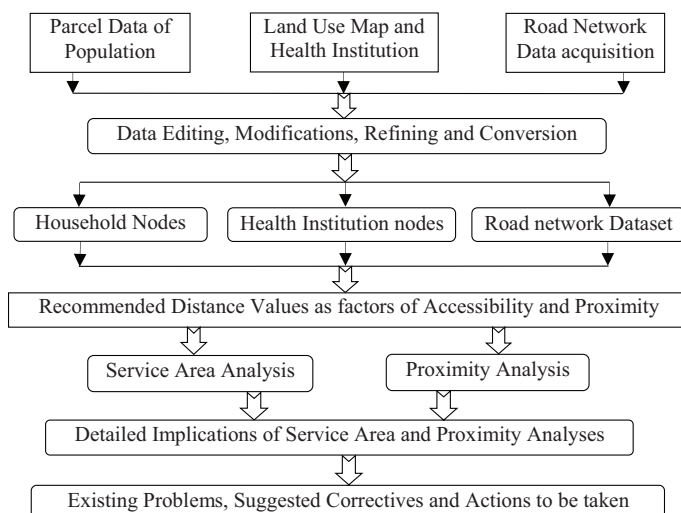 Parcel Data of
Population
Land Use Map and
Health Institution
Road Network
Data acquisition
Data Editing, Modifications, Refining and Conversion
Household Nodes
Health Institution nodes
Road network Dataset
Recommended Distance Values as factors of Accessibility and Proximity
Service Area Analysis
Proximity Analysis
Detailed Implications of Service Area and Proximity Analyses
Existing Problems, Suggested Correctives and Actions to be taken